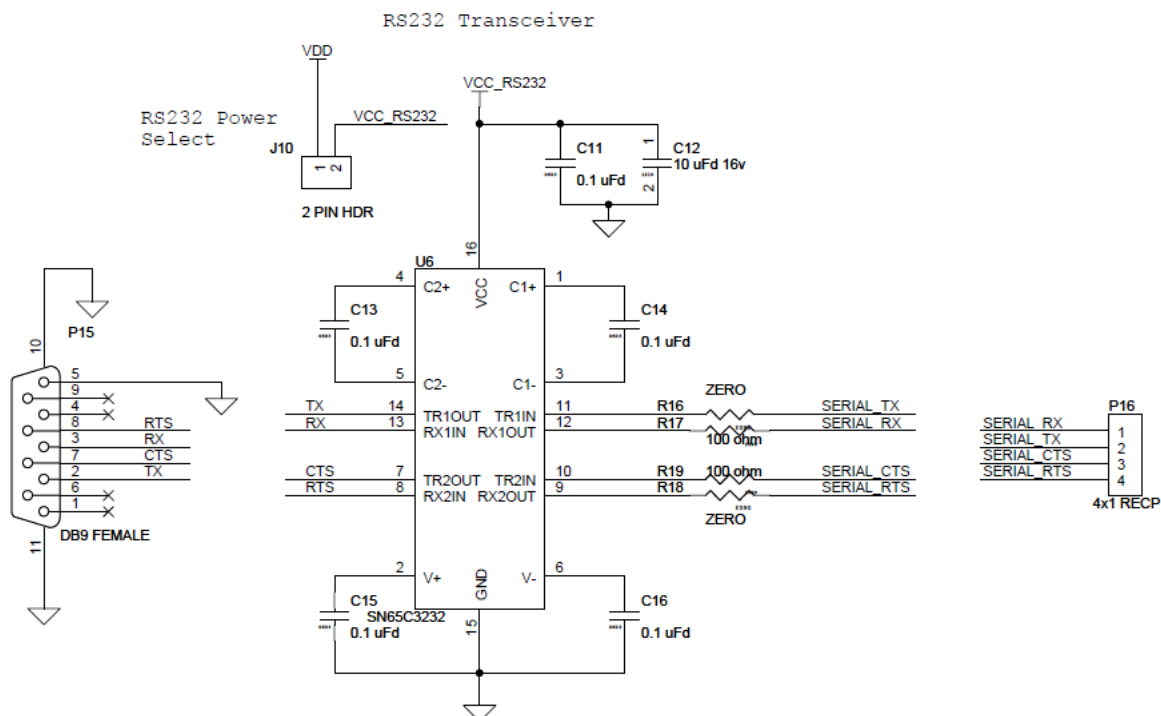 RS232 Transceiver
VDD
VCC_RS232
RS232 Power
Select
VCC_RS232
J10
1 2
2 PIN HDR
C11
0.1 uFd
1
C12
10 uFd 16v
2
16
U6
4
C2+
VCC
C1+
1
C13
0.1 uFd
C14
0.1 uFd
5
C2-
C1-
3
P15
10
5
9
4
8 RTS
3 RX
7 CTS
2 TX
6
1
11
DB9 FEMALE
TX 14 TR1OUT TR1IN 11 R16 ZERO SERIAL_TX
RX 13 RX1IN RX1OUT 12 R17 100 ohm SERIAL_RX
CTS 7 TR2OUT TR2IN 10 R19 100 ohm SERIAL_CTS
RTS 8 RX2IN RX2OUT 9 R18 ZERO SERIAL_RTS
P16
SERIAL_RX 1
SERIAL_TX 2
SERIAL_CTS 3
SERIAL_RTS 4
4x1 RECP
2
V+
GND
V-
6
C15
SN65C3232
0.1 uFd
15
C16
0.1 uFd